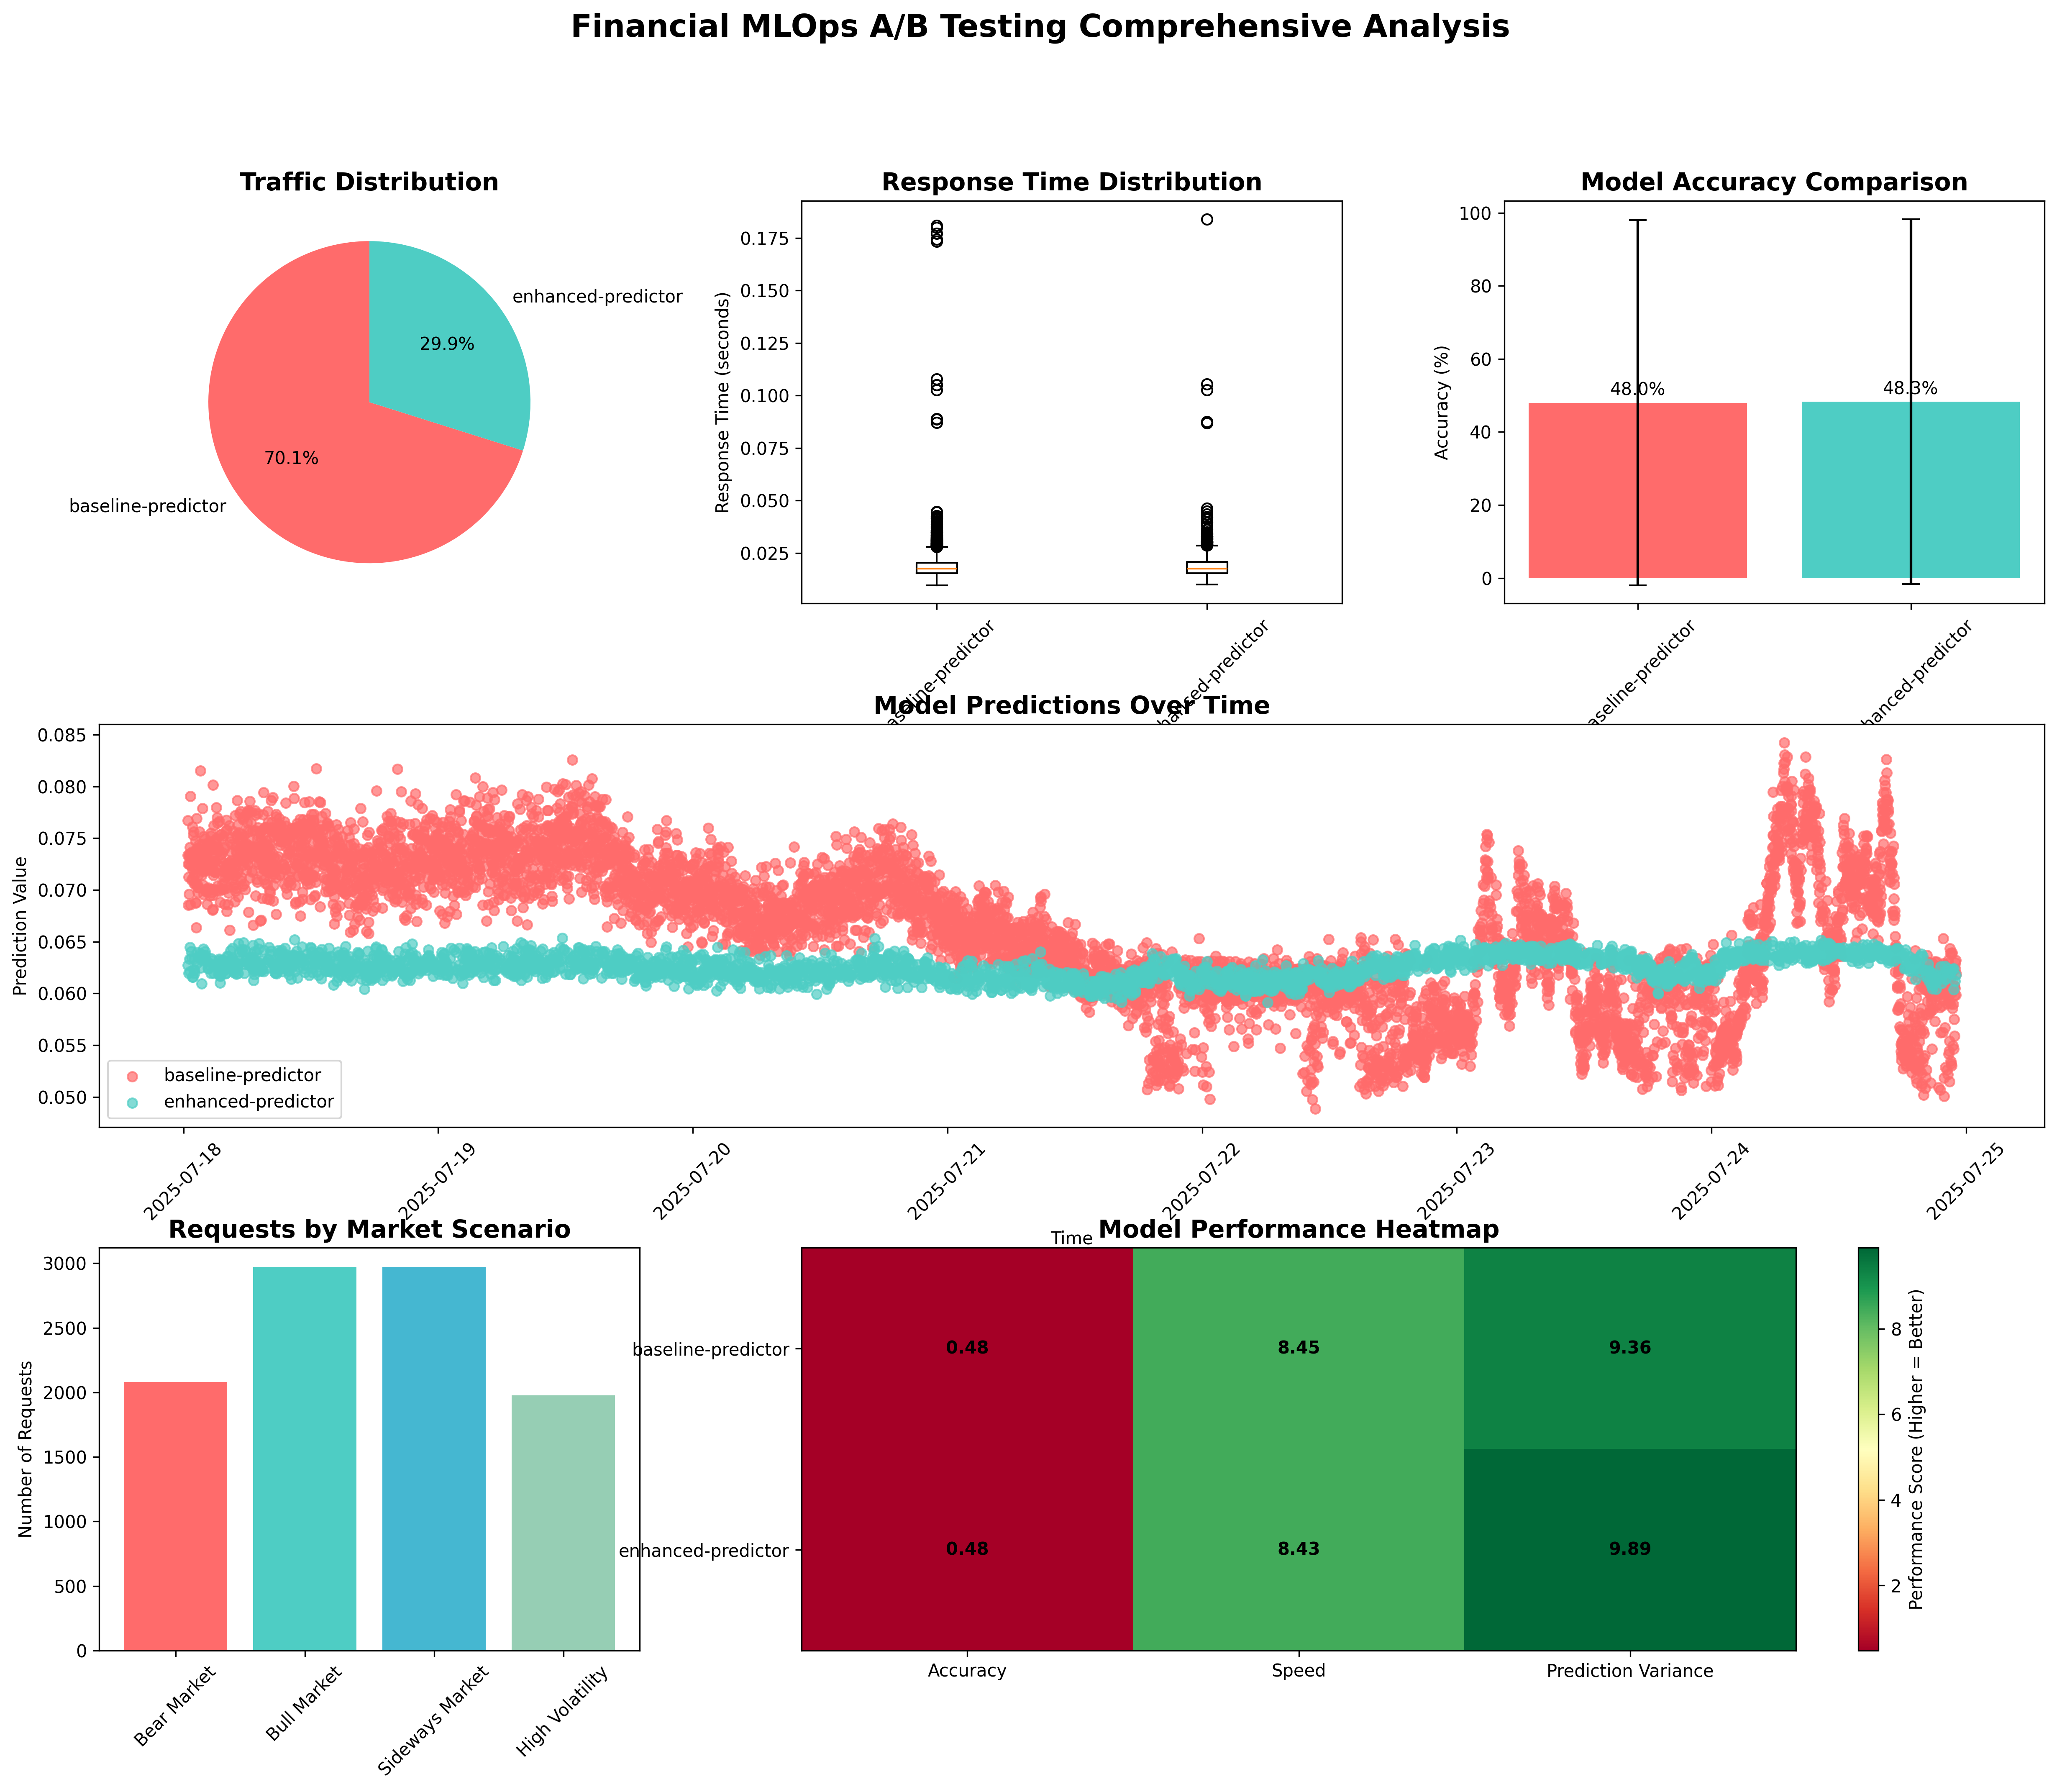 Financial MLOps A/B Testing Comprehensive Analysis
Traffic Distribution
enhanced-predictor
29.9%
70.1%
baseline-predictor
Response Time Distribution
Response Time (seconds)
0.175
0.150
0.125
0.100
0.075
0.050
0.025
aseline-predictor
hanced-predictor
Model Accuracy Comparison
Accuracy (%)
100
80
60
40
20
0
48.0%
48.3%
aseline-predictor
hanced-predictor
Model Predictions Over Time
Prediction Value
0.085
0.080
0.075
0.070
0.065
0.060
0.055
0.050
baseline-predictor
enhanced-predictor
2025-07-18
2025-07-19
2025-07-20
2025-07-21
2025-07-22
2025-07-23
2025-07-24
2025-07-25
Time
Requests by Market Scenario
Number of Requests
3000
2500
2000
1500
1000
500
0
Bear Market
Bull Market
Sideways Market
High Volatility
Model Performance Heatmap
baseline-predictor
0.48
8.45
9.36
enhanced-predictor
0.48
8.43
9.89
Accuracy
Speed
Prediction Variance
8
6
4
2
Performance Score (Higher = Better)